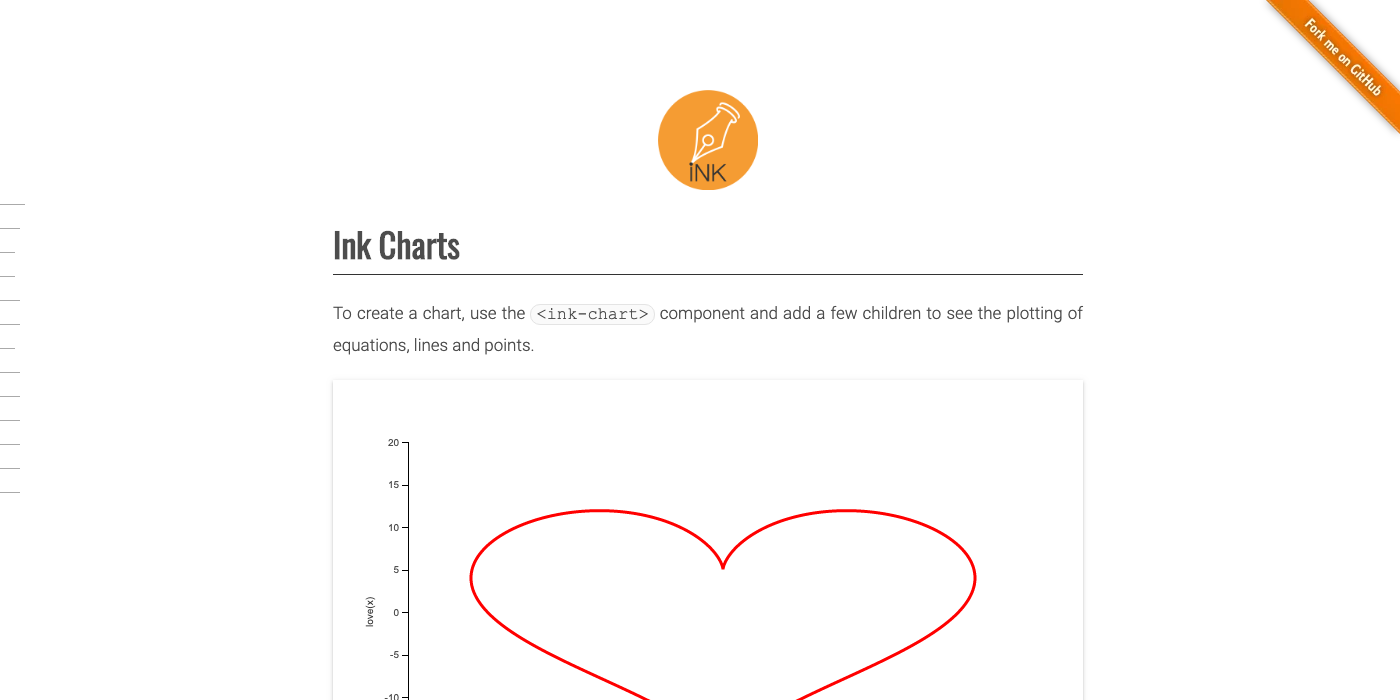 Fork me on GitHub
iNK
Ink Charts
To create a chart, use the <ink-chart> component and add a few children to see the plotting of
equations, lines and points.
20
15
10
5
love(x)
0
-5
-10